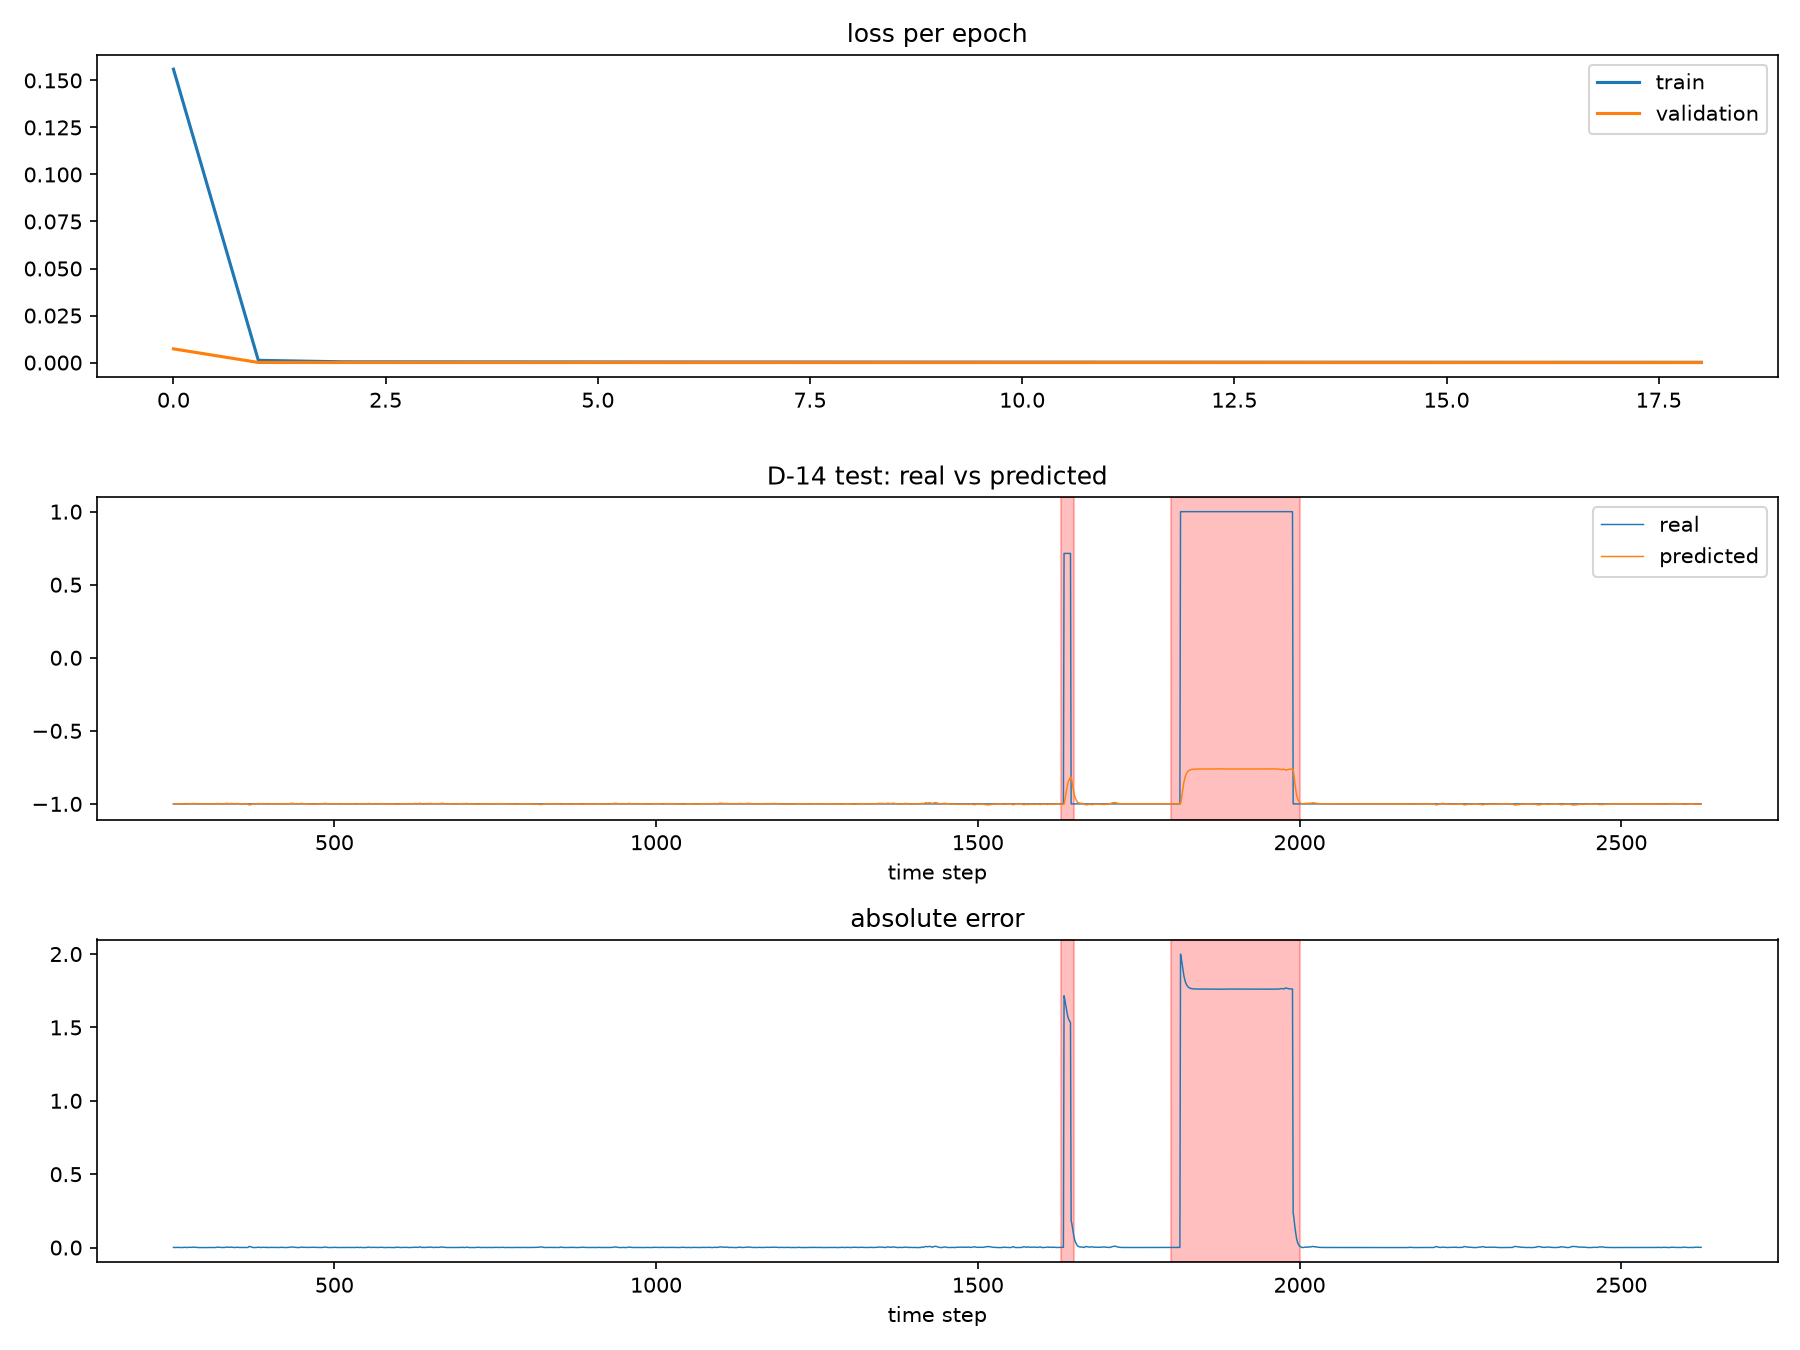 loss per epoch
train
validation
0.150
0.125
0.100
0.075
0.050
0.025
0.000
0.0 2.5 5.0 7.5 10.0 12.5 15.0 17.5
D-14 test: real vs predicted
real
predicted
1.0
0.5
0.0
−0.5
−1.0
500 1000 1500 2000 2500
time step
absolute error
2.0
1.5
1.0
0.5
0.0
500 1000 1500 2000 2500
time step